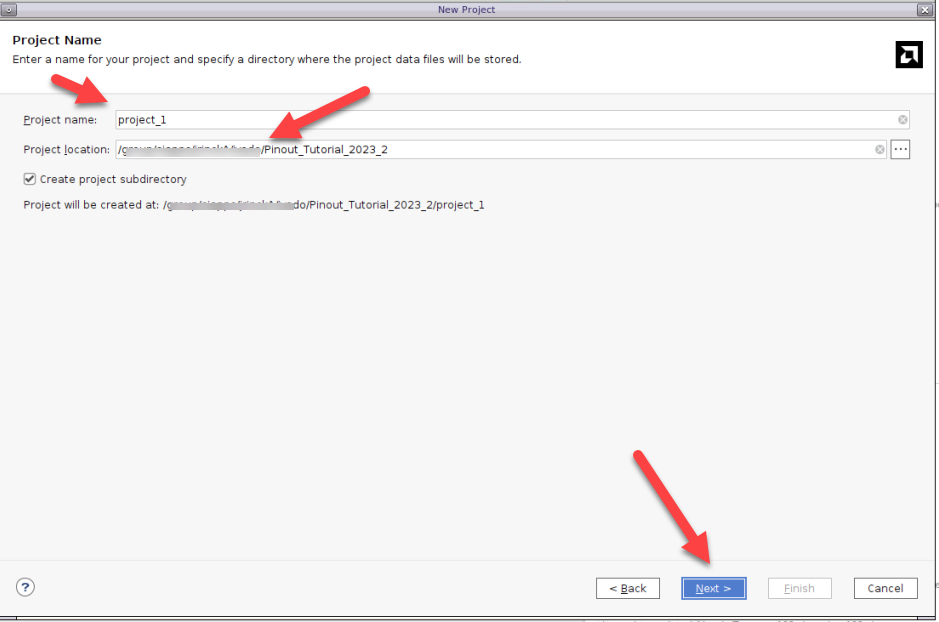 New Project
Project Name
Enter a name for your project and specify a directory where the project data files will be stored.
Project name: project_1
Project location: /Pinout_Tutorial_2023_2
Create project subdirectory
Project will be created at: do/Pinout_Tutorial_2023_2/project_1
? < Back Next > Finish Cancel